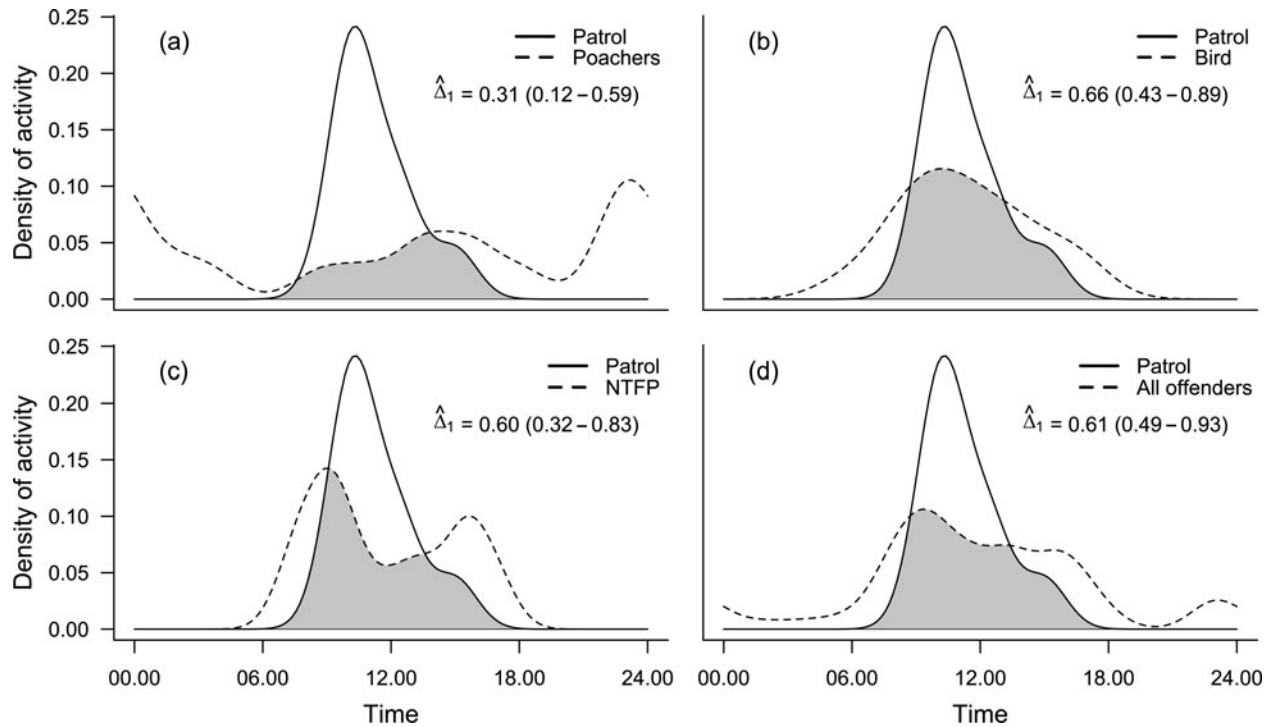 (a)
Patrol
Poachers
Δ̂₁ = 0.31 (0.12 – 0.59)
Density of activity
0.25
0.20
0.15
0.10
0.05
0.00
(b)
Patrol
Bird
Δ̂₁ = 0.66 (0.43 – 0.89)
(c)
Patrol
NTFP
Δ̂₁ = 0.60 (0.32 – 0.83)
Density of activity
0.25
0.20
0.15
0.10
0.05
0.00
00.00 06.00 12.00 18.00 24.00
Time
(d)
Patrol
All offenders
Δ̂₁ = 0.61 (0.49 – 0.93)
00.00 06.00 12.00 18.00 24.00
Time